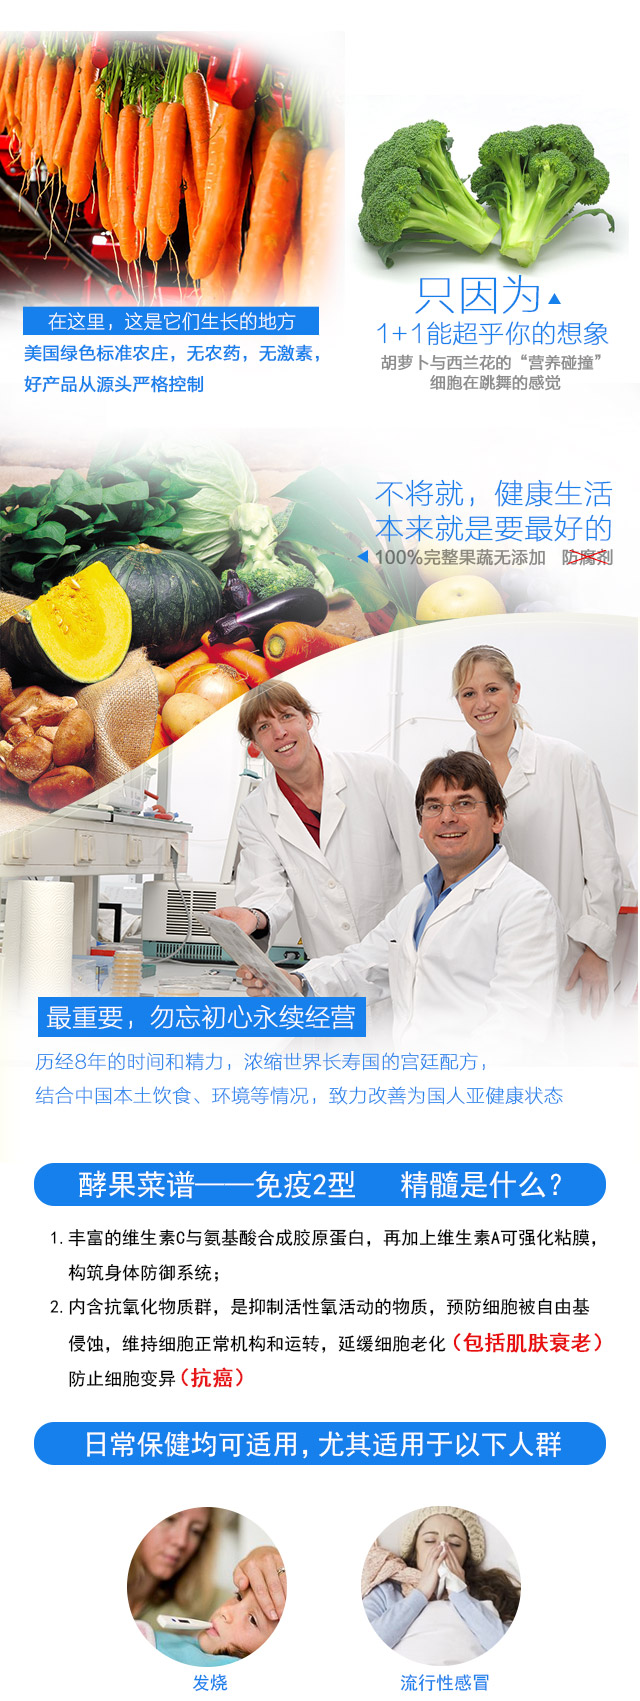 在这里，这是它们生长的地方
美国绿色标准农庄，无农药，无激素，
好产品从源头严格控制
只因为
1+1能超乎你的想象
胡萝卜与西兰花的“营养碰撞”
细胞在跳舞的感觉
不将就，健康生活
本来就是要最好的
100%完整果蔬无添加 防腐剂
最重要，勿忘初心永续经营
历经8年的时间和精力，浓缩世界长寿国的宫廷配方，
结合中国本土饮食、环境等情况，致力改善为国人亚健康状态
酵果菜谱——免疫2型 精髓是什么？
1. 丰富的维生素C与氨基酸合成胶原蛋白，再加上维生素A可强化粘膜，
构筑身体防御系统；
2. 内含抗氧化物质群，是抑制活性氧活动的物质，预防细胞被自由基
侵蚀，维持细胞正常机构和运转，延缓细胞老化（包括肌肤衰老）
防止细胞变异（抗癌）
日常保健均可适用，尤其适用于以下人群
发烧
流行性感冒